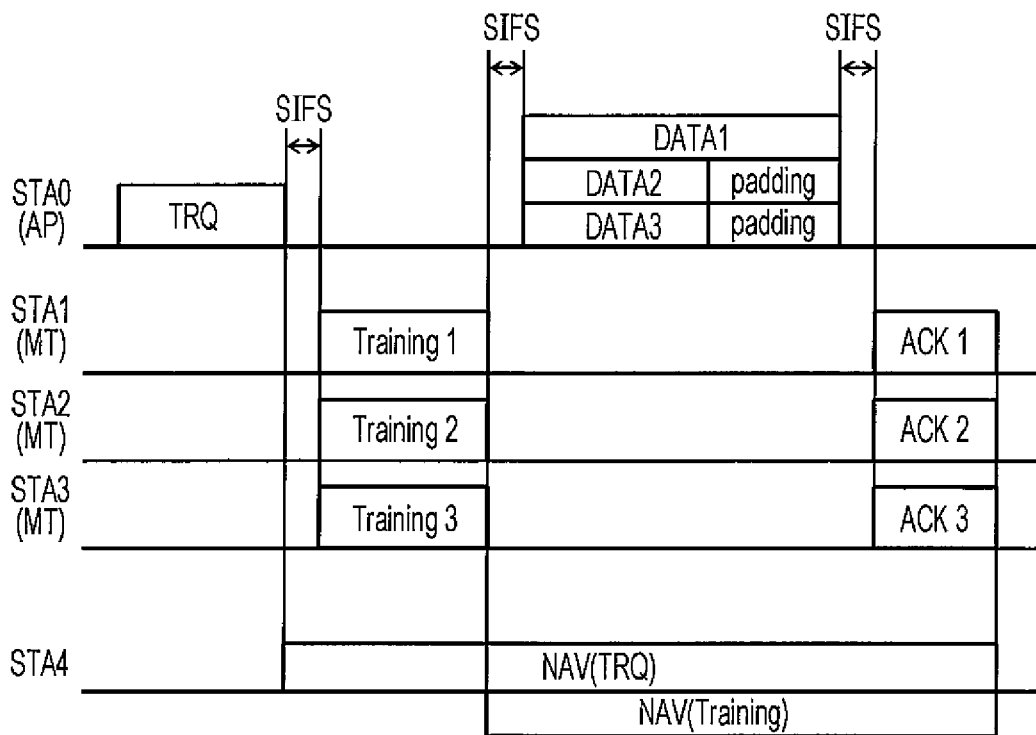 SIFS
SIFS
SIFS
DATA1
DATA2
padding
DATA3
padding
STA0
(AP)
TRQ
STA1
(MT)
Training 1
ACK 1
STA2
(MT)
Training 2
ACK 2
STA3
(MT)
Training 3
ACK 3
STA4
NAV(TRQ)
NAV(Training)